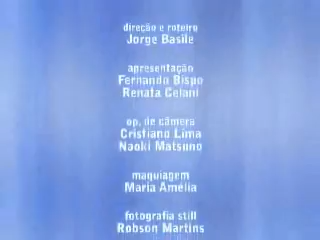 direção e roteiro
Jorge Basile
apresentação
Fernando Bispo
Renata Celani
op. de câmera
Cristiano Lima
Naoki Matsuno
maquiagem
Maria Amélia
fotografia still
Robson Martins